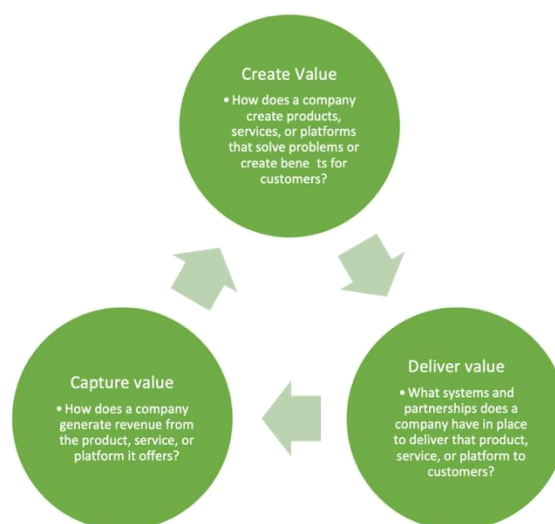 Create Value
• How does a company
create products,
services, or platforms
that solve problems or
create bene ts for
customers?
Deliver value
• What systems and
partnerships does a
company have in place
to deliver that product,
service, or platform to
customers?
Capture value
• How does a company
generate revenue from
the product, service, or
platform it offers?